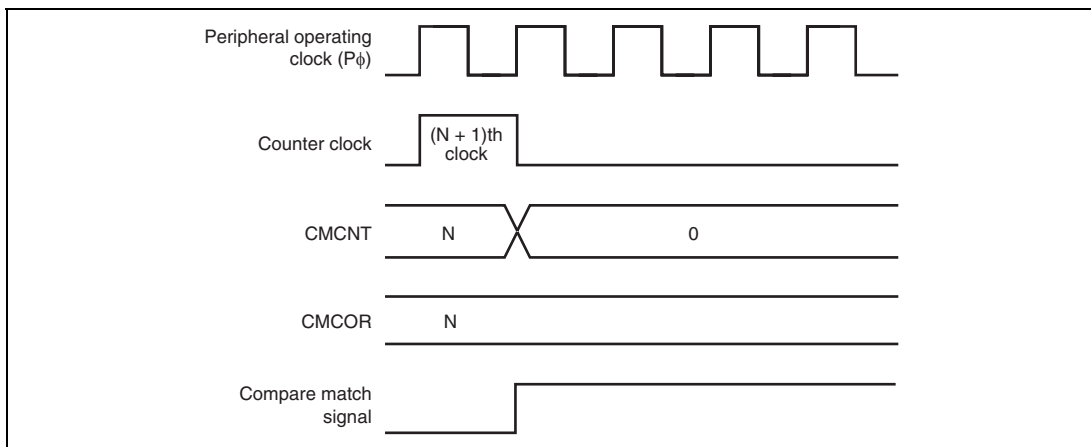 Peripheral operating
clock (Pϕ)
Counter clock
(N + 1)th
clock
CMCNT
N
0
CMCOR
N
Compare match
signal